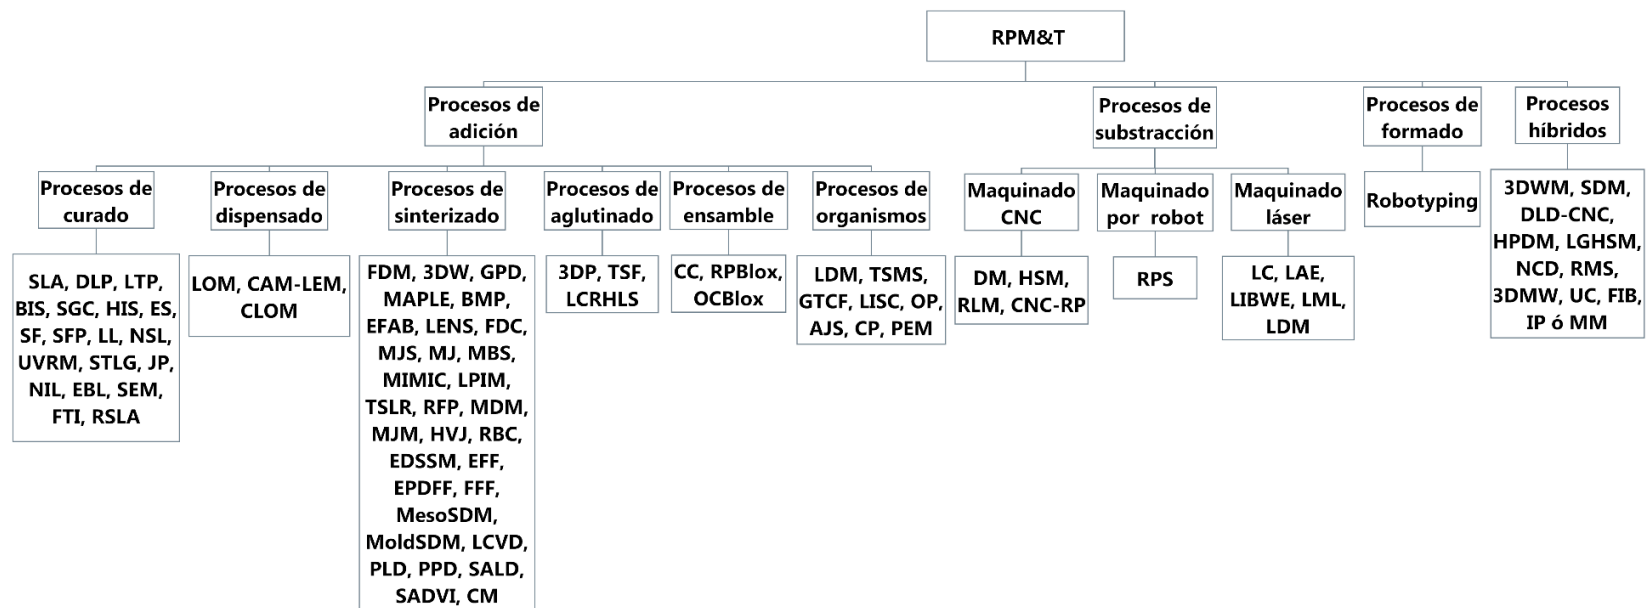 RPM&T
Procesos de
adición
Procesos de
substracción
Procesos de
formado
Procesos
híbridos
Procesos de
curado
Procesos de
dispensado
Procesos de
sinterizado
Procesos de
aglutinado
Procesos de
ensamble
Procesos de
organismos
Maquinado
CNC
Maquinado
por robot
Maquinado
láser
Robotyping
3DWM, SDM,
DLD-CNC,
HPDM, LGHSM,
NCD, RMS,
3DMW, UC, FIB,
IP ó MM
SLA, DLP, LTP,
BIS, SGC, HIS, ES,
SF, SFP, LL, NSL,
UVRM, STLG, JP,
NIL, EBL, SEM,
FTI, RSLA
LOM, CAM-LEM,
CLOM
FDM, 3DW, GPD,
MAPLE, BMP,
EFAB, LENS, FDC,
MJS, MJ, MBS,
MIMIC, LPIM,
TSLR, RFP, MDM,
MJM, HVJ, RBC,
EDSSM, EFF,
EPDFF, FFF,
MesoSDM,
MoldSDM, LCVD,
PLD, PPD, SALD,
SADVI, CM
3DP, TSF,
LCRHLS
CC, RPBlox,
OCBlox
LDM, TSMS,
GTCF, LISC, OP,
AJS, CP, PEM
DM, HSM,
RLM, CNC-RP
RPS
LC, LAE,
LIBWE, LML,
LDM